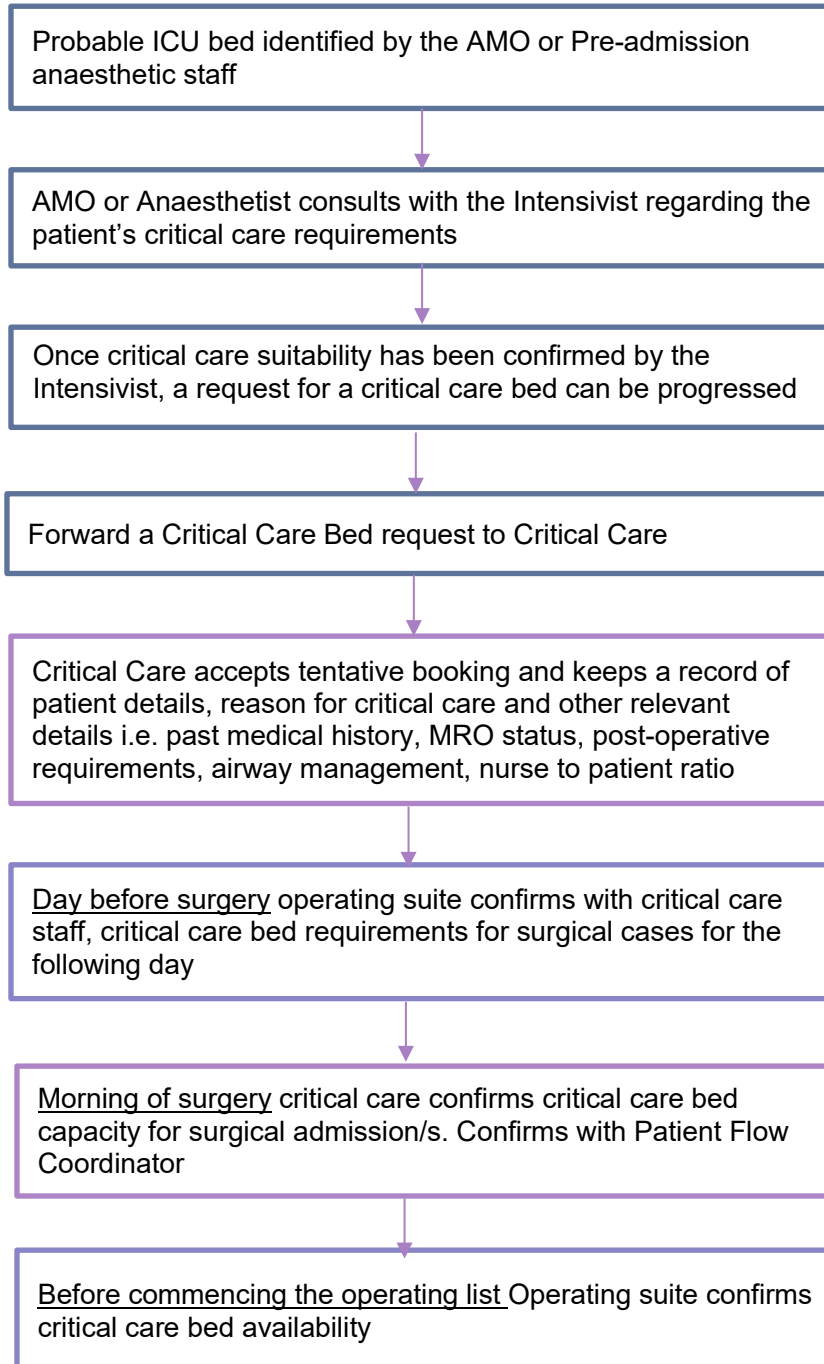 Probable ICU bed identified by the AMO or Pre-admission
anaesthetic staff
AMO or Anaesthetist consults with the Intensivist regarding the
patient’s critical care requirements
Once critical care suitability has been confirmed by the
Intensivist, a request for a critical care bed can be progressed
Forward a Critical Care Bed request to Critical Care
Critical Care accepts tentative booking and keeps a record of
patient details, reason for critical care and other relevant
details i.e. past medical history, MRO status, post-operative
requirements, airway management, nurse to patient ratio
Day before surgery operating suite confirms with critical care
staff, critical care bed requirements for surgical cases for the
following day
Morning of surgery critical care confirms critical care bed
capacity for surgical admission/s. Confirms with Patient Flow
Coordinator
Before commencing the operating list Operating suite confirms
critical care bed availability